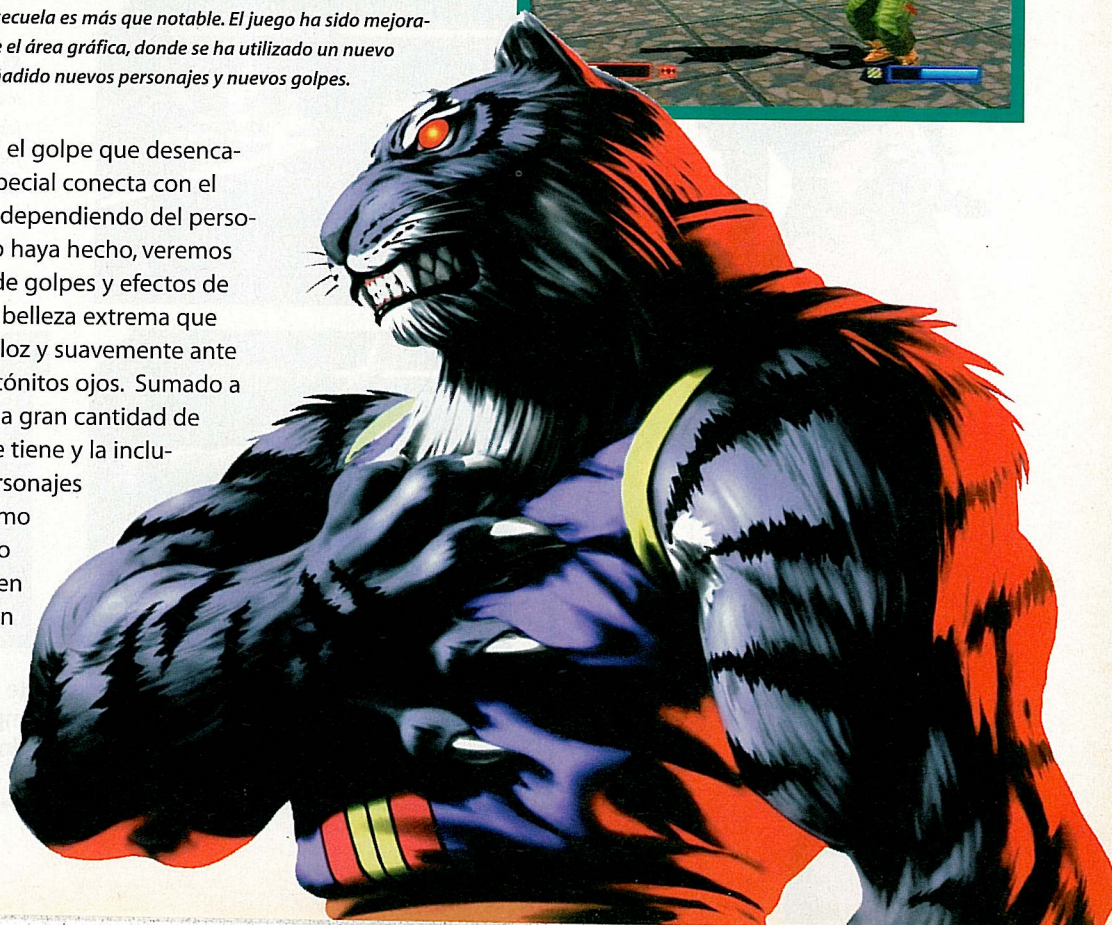 ecuela es más que notable. El juego ha sido mejora-
e el área gráfica, donde se ha utilizado un nuevo
adido nuevos personajes y nuevos golpes.
el golpe que desenca-
pecial conecta con el
dependiendo del perso-
o haya hecho, veremos
de golpes y efectos de
belleza extrema que
loz y suavemente ante
tónitos ojos. Sumado a
a gran cantidad de
e tiene y la inclu-
rsonajes
mo
o
en
n